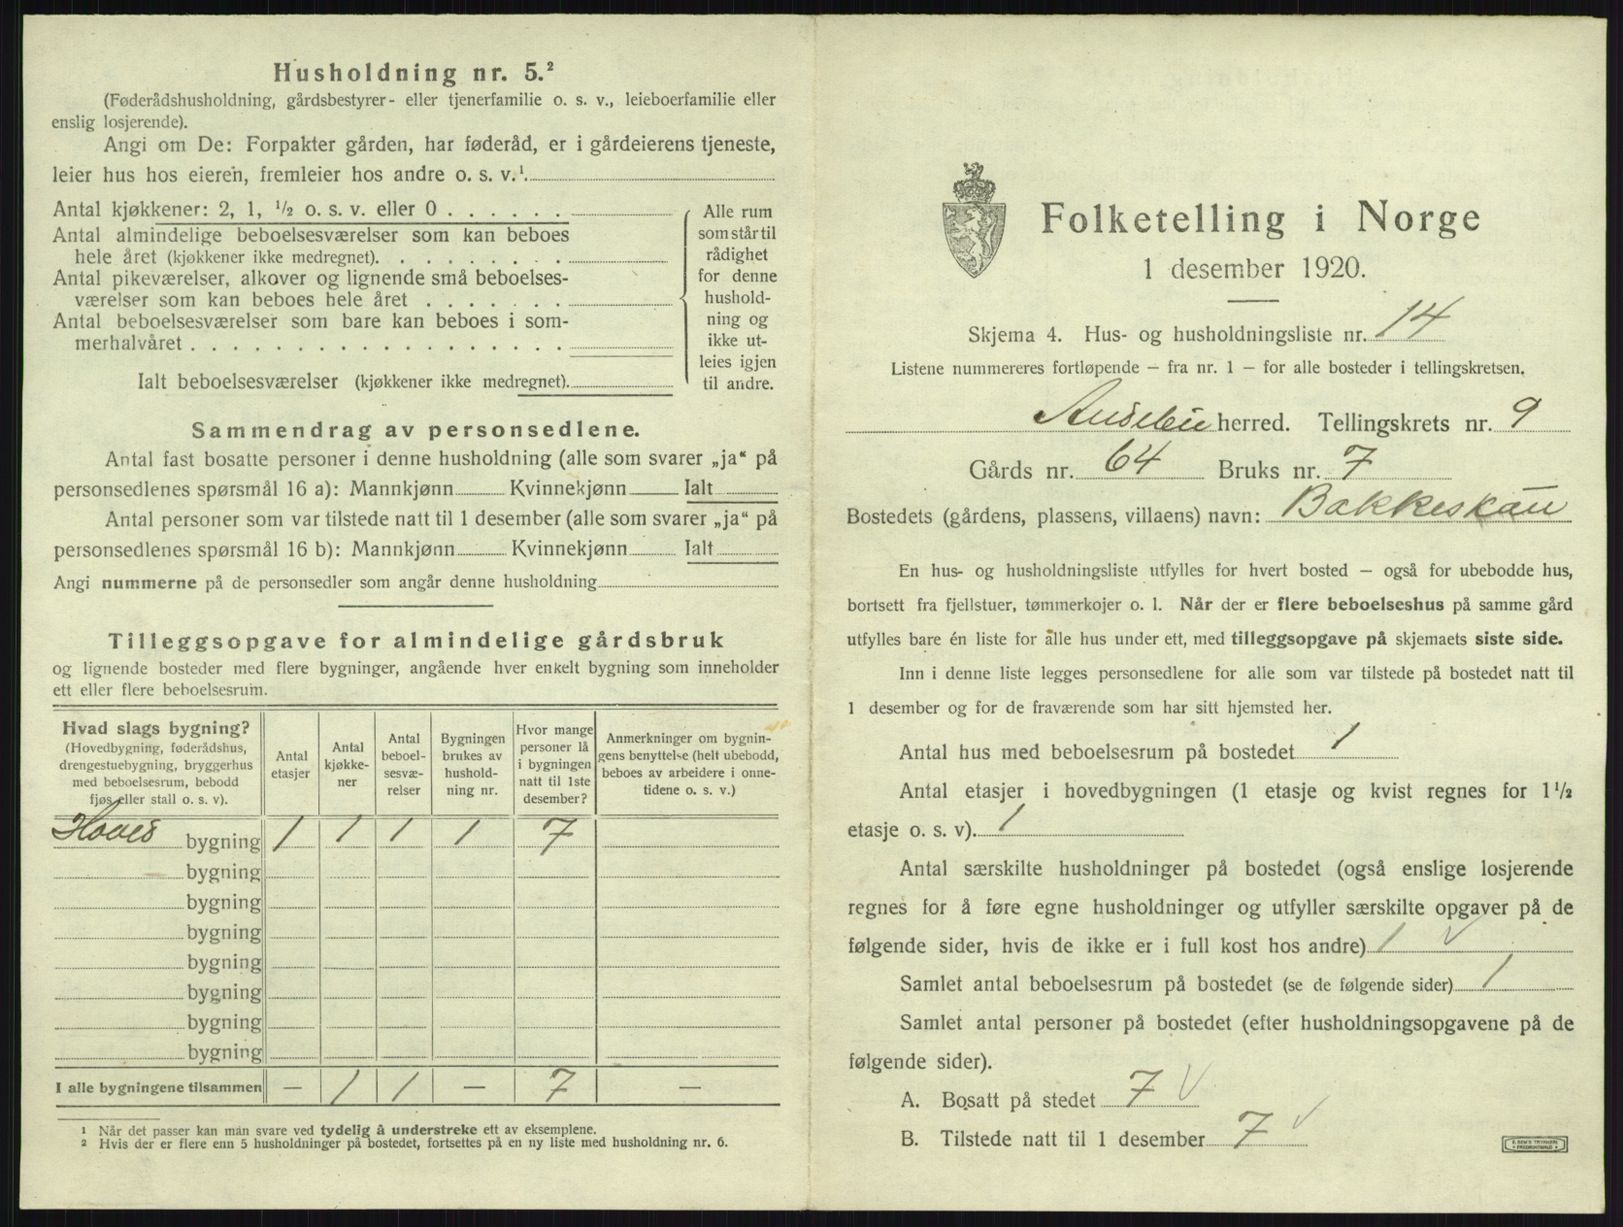 Husholdning nr. 5.²
(Føderådshusholdning, gårdsbestyrer- eller tjenerfamilie o. s. v., leieboerfamilie eller
enslig losjerende).
Angi om De: Forpakter gården, har føderåd, er i gårdeierens tjeneste,
leier hus hos eieren, fremleier hos andre o. s. v.¹
Antal kjøkkener: 2, 1, ½ o. s. v. eller 0 . . . . . .
Antal almindelige beboelsesværelser som kan beboes
hele året (kjøkkener ikke medregnet). . . . . . . . .
Antal pikeværelser, alkover og lignende små beboelses-
værelser som kan beboes hele året . . . . . . .
Antal beboelsesværelser som bare kan beboes i som-
merhalvåret . . . . . . . . . . . . . . . . . .
Ialt beboelsesværelser (kjøkkener ikke medregnet).
Alle rum
som står til
rådighet
for denne
hushold-
ning og
ikke ut-
leies igjen
til andre.
Sammendrag av personsedlene.
Antal fast bosatte personer i denne husholdning (alle som svarer „ja“ på
personsedlenes spørsmål 16 a): Mannkjønn Kvinnekjønn Ialt
Antal personer som var tilstede natt til 1 desember (alle som svarer „ja“ på
personsedlenes spørsmål 16 b): Mannkjønn Kvinnekjønn Ialt
Angi nummerne på de personsedler som angår denne husholdning
Tilleggsopgave for almindelige gårdsbruk
og lignende bosteder med flere bygninger, angående hver enkelt bygning som inneholder
ett eller flere beboelsesrum.
Hvad slags bygning?
(Hovedbygning, føderådshus,
drengestuebygning, bryggerhus
med beboelsesrum, bebodd
fjøs eller stall o. s. v).
Antal
etasjer
Antal
kjøkke-
ner
Antal
beboel-
sesvæ-
relser
Bygningen
brukes av
hushold-
ning nr.
Hvor mange
personer lå
i bygningen
natt til 1ste
desember?
Anmerkninger om bygnin-
gens benyttelse (helt ubebodd,
beboes av arbeidere i onne-
tidene o. s. v.)
Hoved bygning 1 1 1 1 7
bygning
bygning
bygning
bygning
bygning
bygning
bygning
I alle bygningene tilsammen — 1 1 — 7 —
¹ Når det passer kan man svare ved tydelig å understreke ett av eksemplene.
² Hvis der er flere enn 5 husholdninger på bostedet, fortsettes på en ny liste med husholdning nr. 6.
Folketelling i Norge
1 desember 1920.
Skjema 4. Hus- og husholdningsliste nr. 14
Listene nummereres fortløpende — fra nr. 1 — for alle bosteder i tellingskretsen.
Andebu herred. Tellingskrets nr. 9
Gårds nr. 64 Bruks nr. 7
Bostedets (gårdens, plassens, villaens) navn: Bakkeskau
En hus- og husholdningsliste utfylles for hvert bosted — også for ubebodde hus,
bortsett fra fjellstuer, tømmerkojer o. l. Når der er flere beboelseshus på samme gård
utfylles bare én liste for alle hus under ett, med tilleggsopgave på skjemaets siste side.
Inn i denne liste legges personsedlene for alle som var tilstede på bostedet natt til
1 desember og for de fraværende som har sitt hjemsted her.
Antal hus med beboelsesrum på bostedet 1
Antal etasjer i hovedbygningen (1 etasje og kvist regnes for 1½
etasje o. s. v). 1
Antal særskilte husholdninger på bostedet (også enslige losjerende
regnes for å føre egne husholdninger og utfyller særskilte opgaver på de
følgende sider, hvis de ikke er i full kost hos andre) 1 ✓
Samlet antal beboelsesrum på bostedet (se de følgende sider) 1
Samlet antal personer på bostedet (efter husholdningsopgavene på de
følgende sider).
A. Bosatt på stedet 7 ✓
B. Tilstede natt til 1 desember 7 ✓